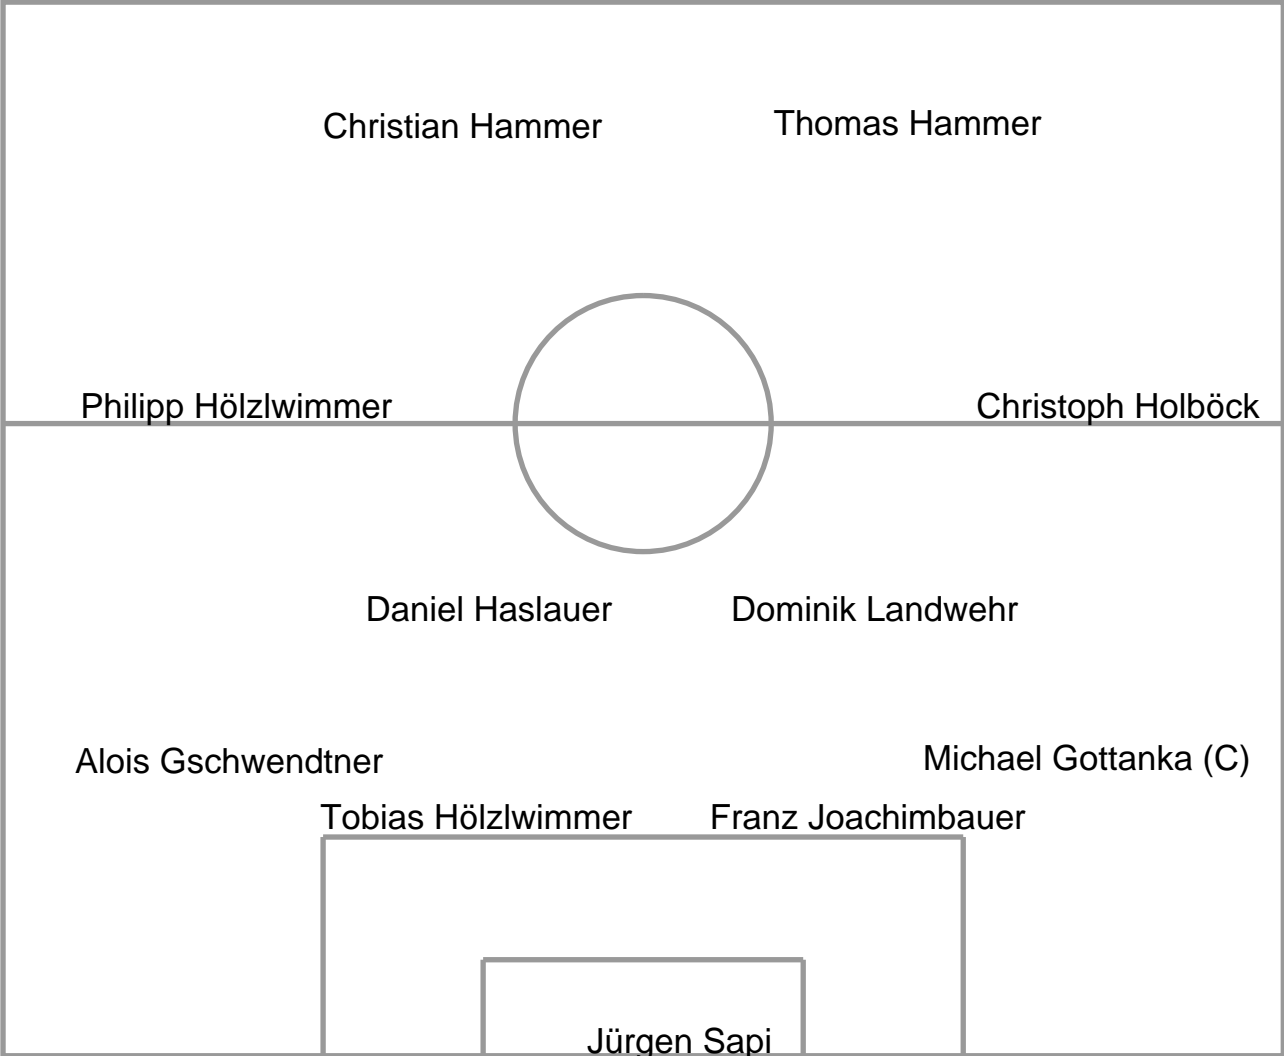 Christian Hammer
Thomas Hammer
Philipp Hölzlwimmer
Christoph Holböck
Daniel Haslauer
Dominik Landwehr
Alois Gschwendtner
Michael Gottanka (C)
Tobias Hölzlwimmer
Franz Joachimbauer
Jürgen Sapi